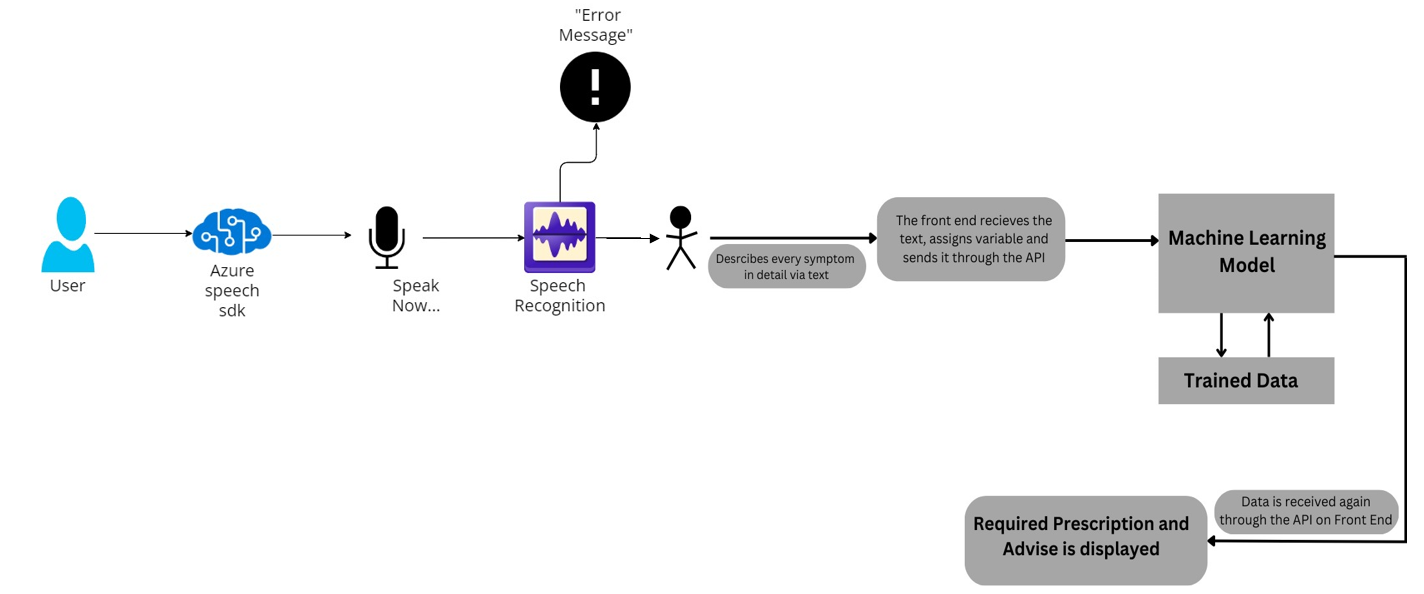 "Error
Message"
User
Azure
speech
sdk
Speak
Now...
Speech
Recognition
Desrcibes every symptom
in detail via text
The front end recieves the
text, assigns variable and
sends it through the API
Machine Learning
Model
Trained Data
Data is received again
through the API on Front End
Required Prescription and
Advise is displayed